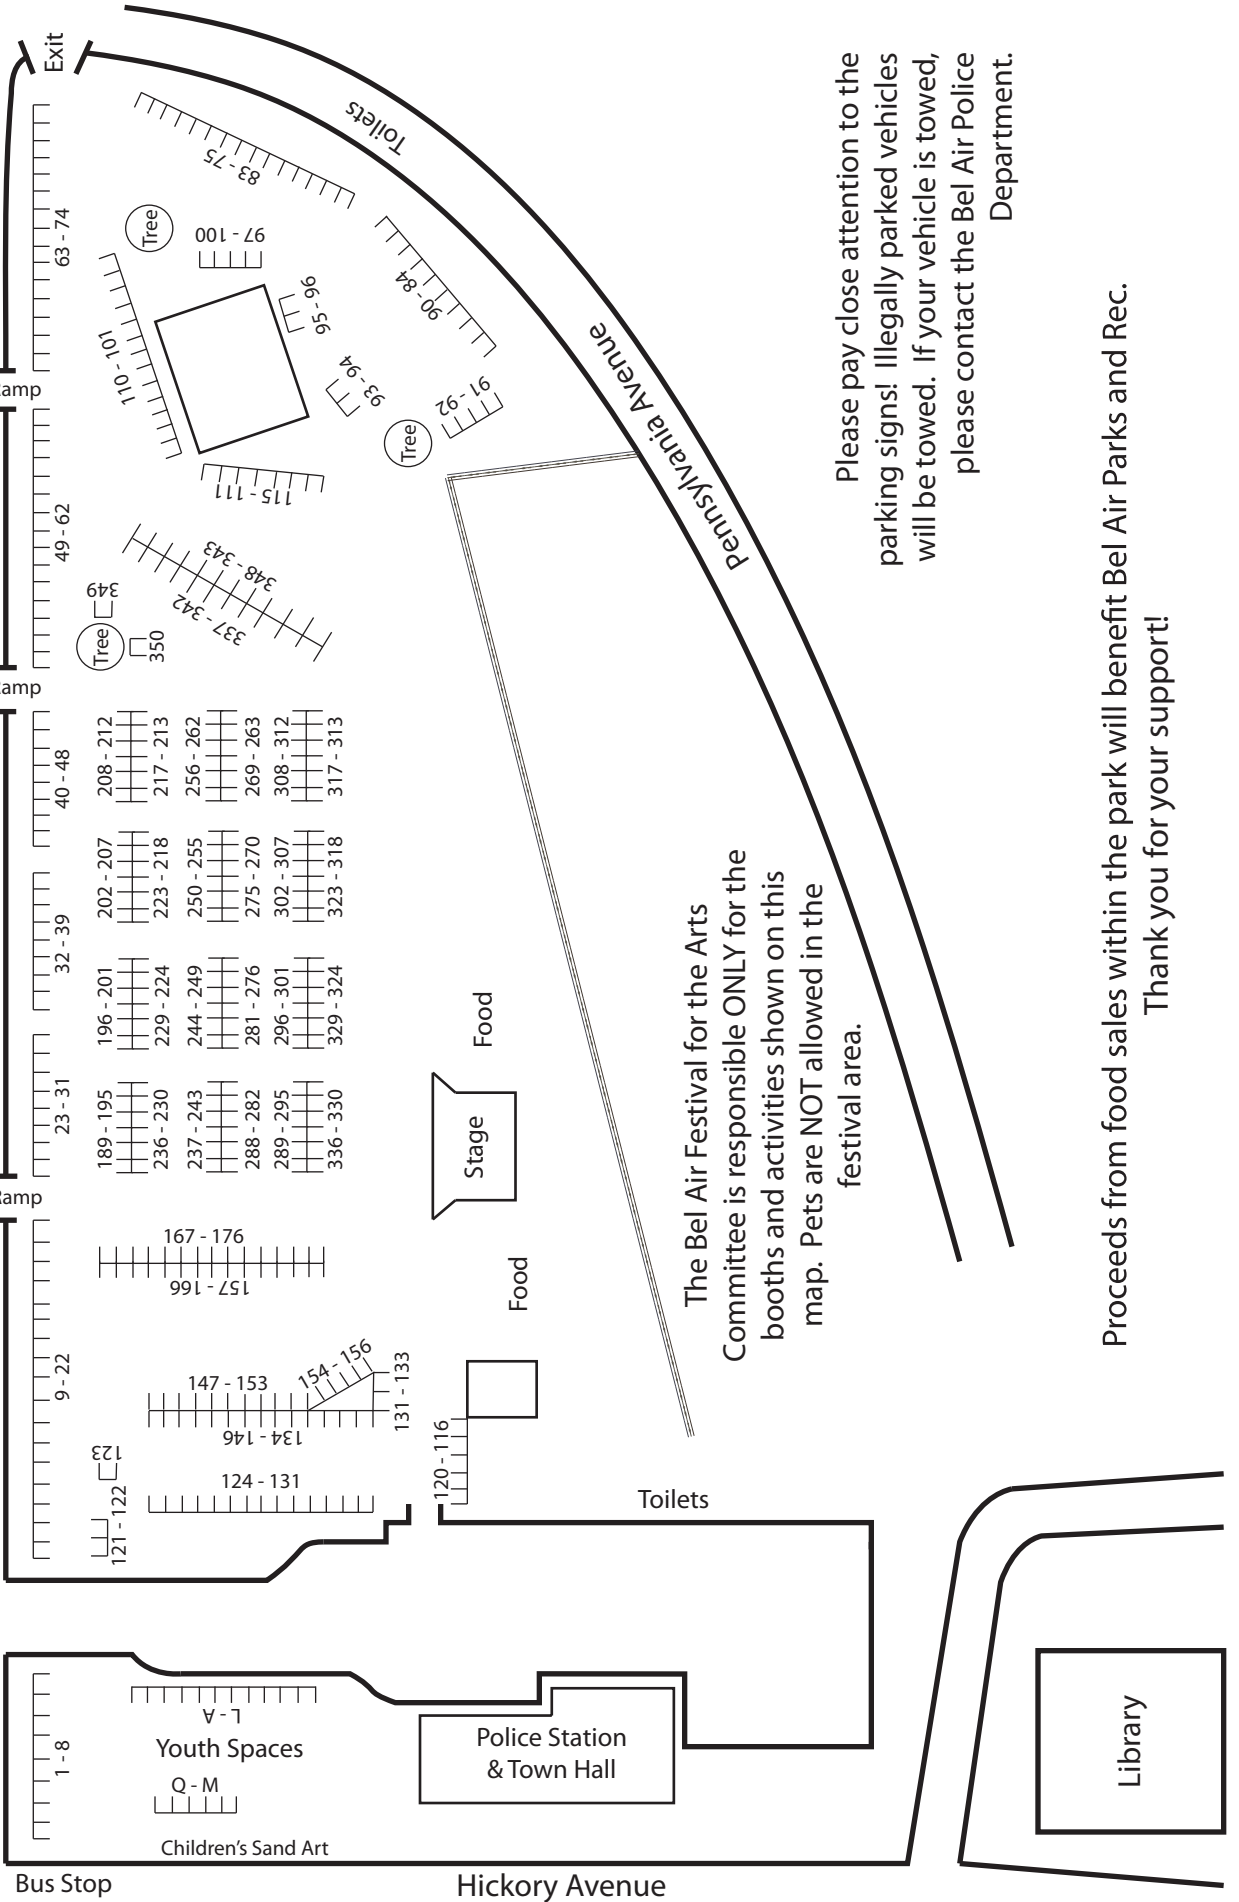 Exit
Toilets
83 - 75
63 - 74
Tree
97 - 100
95 - 96
90 - 84
110 - 101
93 - 94
91 - 92
Tree
Pennsylvania Avenue
amp
115 - 111
49 - 62
348 - 343
337 - 342
349
Tree
350
amp
40 - 48
208 - 212
217 - 213
256 - 262
269 - 263
308 - 312
317 - 313
202 - 207
223 - 218
250 - 255
275 - 270
302 - 307
323 - 318
32 - 39
196 - 201
229 - 224
244 - 249
281 - 276
296 - 301
329 - 324
Food
23 - 31
189 - 195
236 - 230
237 - 243
288 - 282
289 - 295
336 - 330
Stage
Ramp
167 - 176
157 - 166
Food
9 - 22
147 - 153
154 - 156
131 - 133
134 - 146
123
120 - 116
124 - 131
121 - 122
Toilets
1 - 8
L - A
Youth Spaces
Q - M
Children's Sand Art
Police Station
& Town Hall
Library
Bus Stop
Hickory Avenue
Please pay close attention to the
parking signs! Illegally parked vehicles
will be towed. If your vehicle is towed,
please contact the Bel Air Police
Department.
The Bel Air Festival for the Arts
Committee is responsible ONLY for the
booths and activities shown on this
map. Pets are NOT allowed in the
festival area.
Proceeds from food sales within the park will benefit Bel Air Parks and Rec.
Thank you for your support!